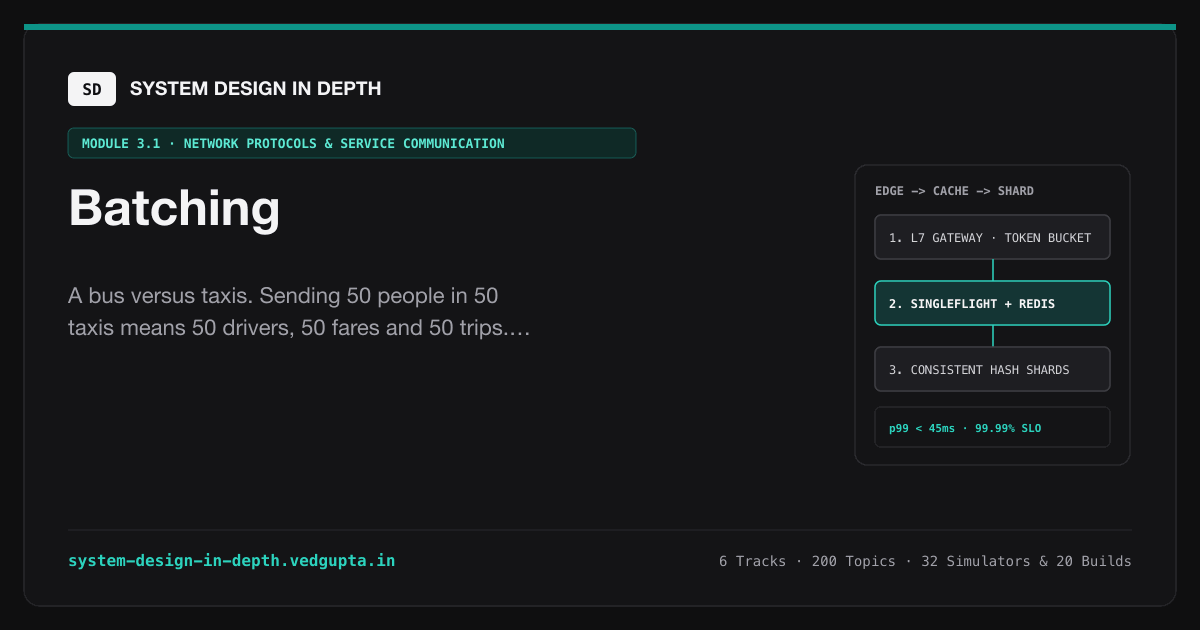 SD SYSTEM DESIGN IN DEPTH
MODULE 3.1 · NETWORK PROTOCOLS & SERVICE COMMUNICATION
Batching
A bus versus taxis. Sending 50 people in 50
taxis means 50 drivers, 50 fares and 50 trips.…
EDGE —> CACHE —> SHARD
1. L7 GATEWAY · TOKEN BUCKET
2. SINGLEFLIGHT + REDIS
3. CONSISTENT HASH SHARDS
p99 < 45ms · 99.99% SLO
system-design-in-depth.vedgupta.in
6 Tracks · 200 Topics · 32 Simulators & 20 Builds